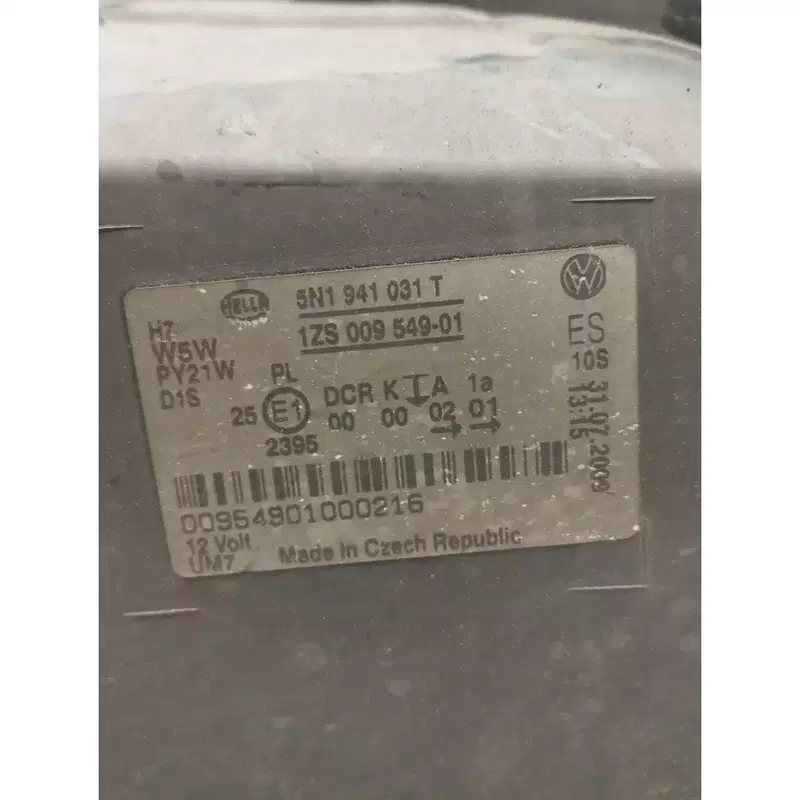 HELLA 5N1 941 031 T
1ZS 009 549-01
H7
W5W
PY21W
D1S
ES
10S
PL
DCR K A 1a
25 E1 00 00 02 01
2395
31.07.2009
13:15
00954901000216
12 Volt
UM7
Made in Czech Republic